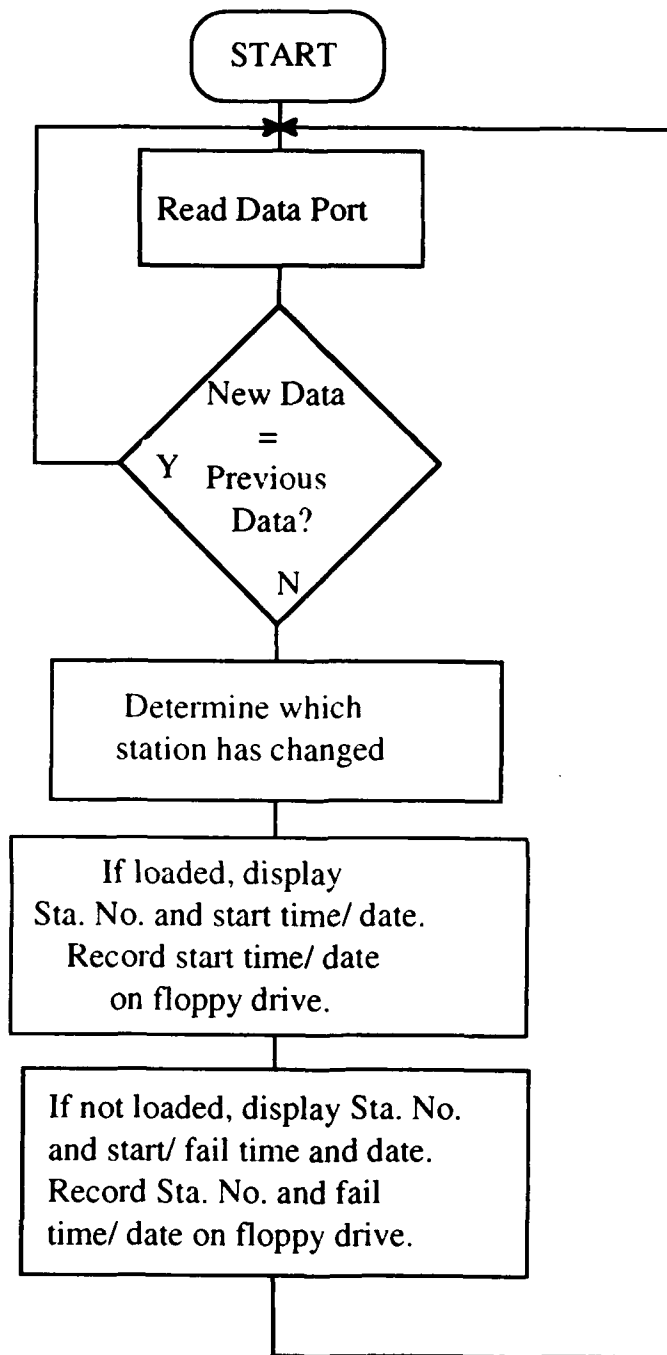 START
Read Data Port
New Data
=
Y
Previous
Data?
N
Determine which
station has changed
If loaded, display
Sta. No. and start time/ date.
Record start time/ date
on floppy drive.
If not loaded, display Sta. No.
and start/ fail time and date.
Record Sta. No. and fail
time/ date on floppy drive.